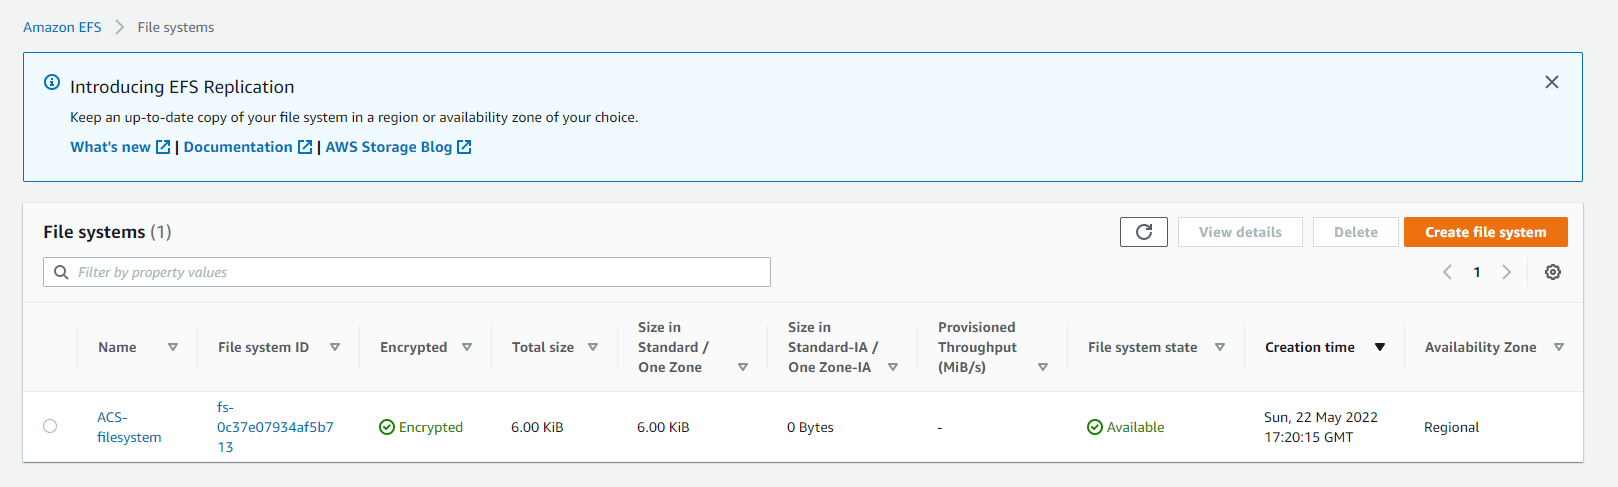 Amazon EFS > File systems
Introducing EFS Replication
Keep an up-to-date copy of your file system in a region or availability zone of your choice.
What's new | Documentation | AWS Storage Blog
File systems (1)
View details
Delete
Create file system
Filter by property values
1
Name
File system ID
Encrypted
Total size
Size in
Standard /
One Zone
Size in
Standard-IA /
One Zone-IA
Provisioned
Throughput
(MiB/s)
File system state
Creation time
Availability Zone
ACS-
filesystem
fs-
0c37e07934af5b7
13
Encrypted
6.00 KiB
6.00 KiB
0 Bytes
-
Available
Sun, 22 May 2022
17:20:15 GMT
Regional